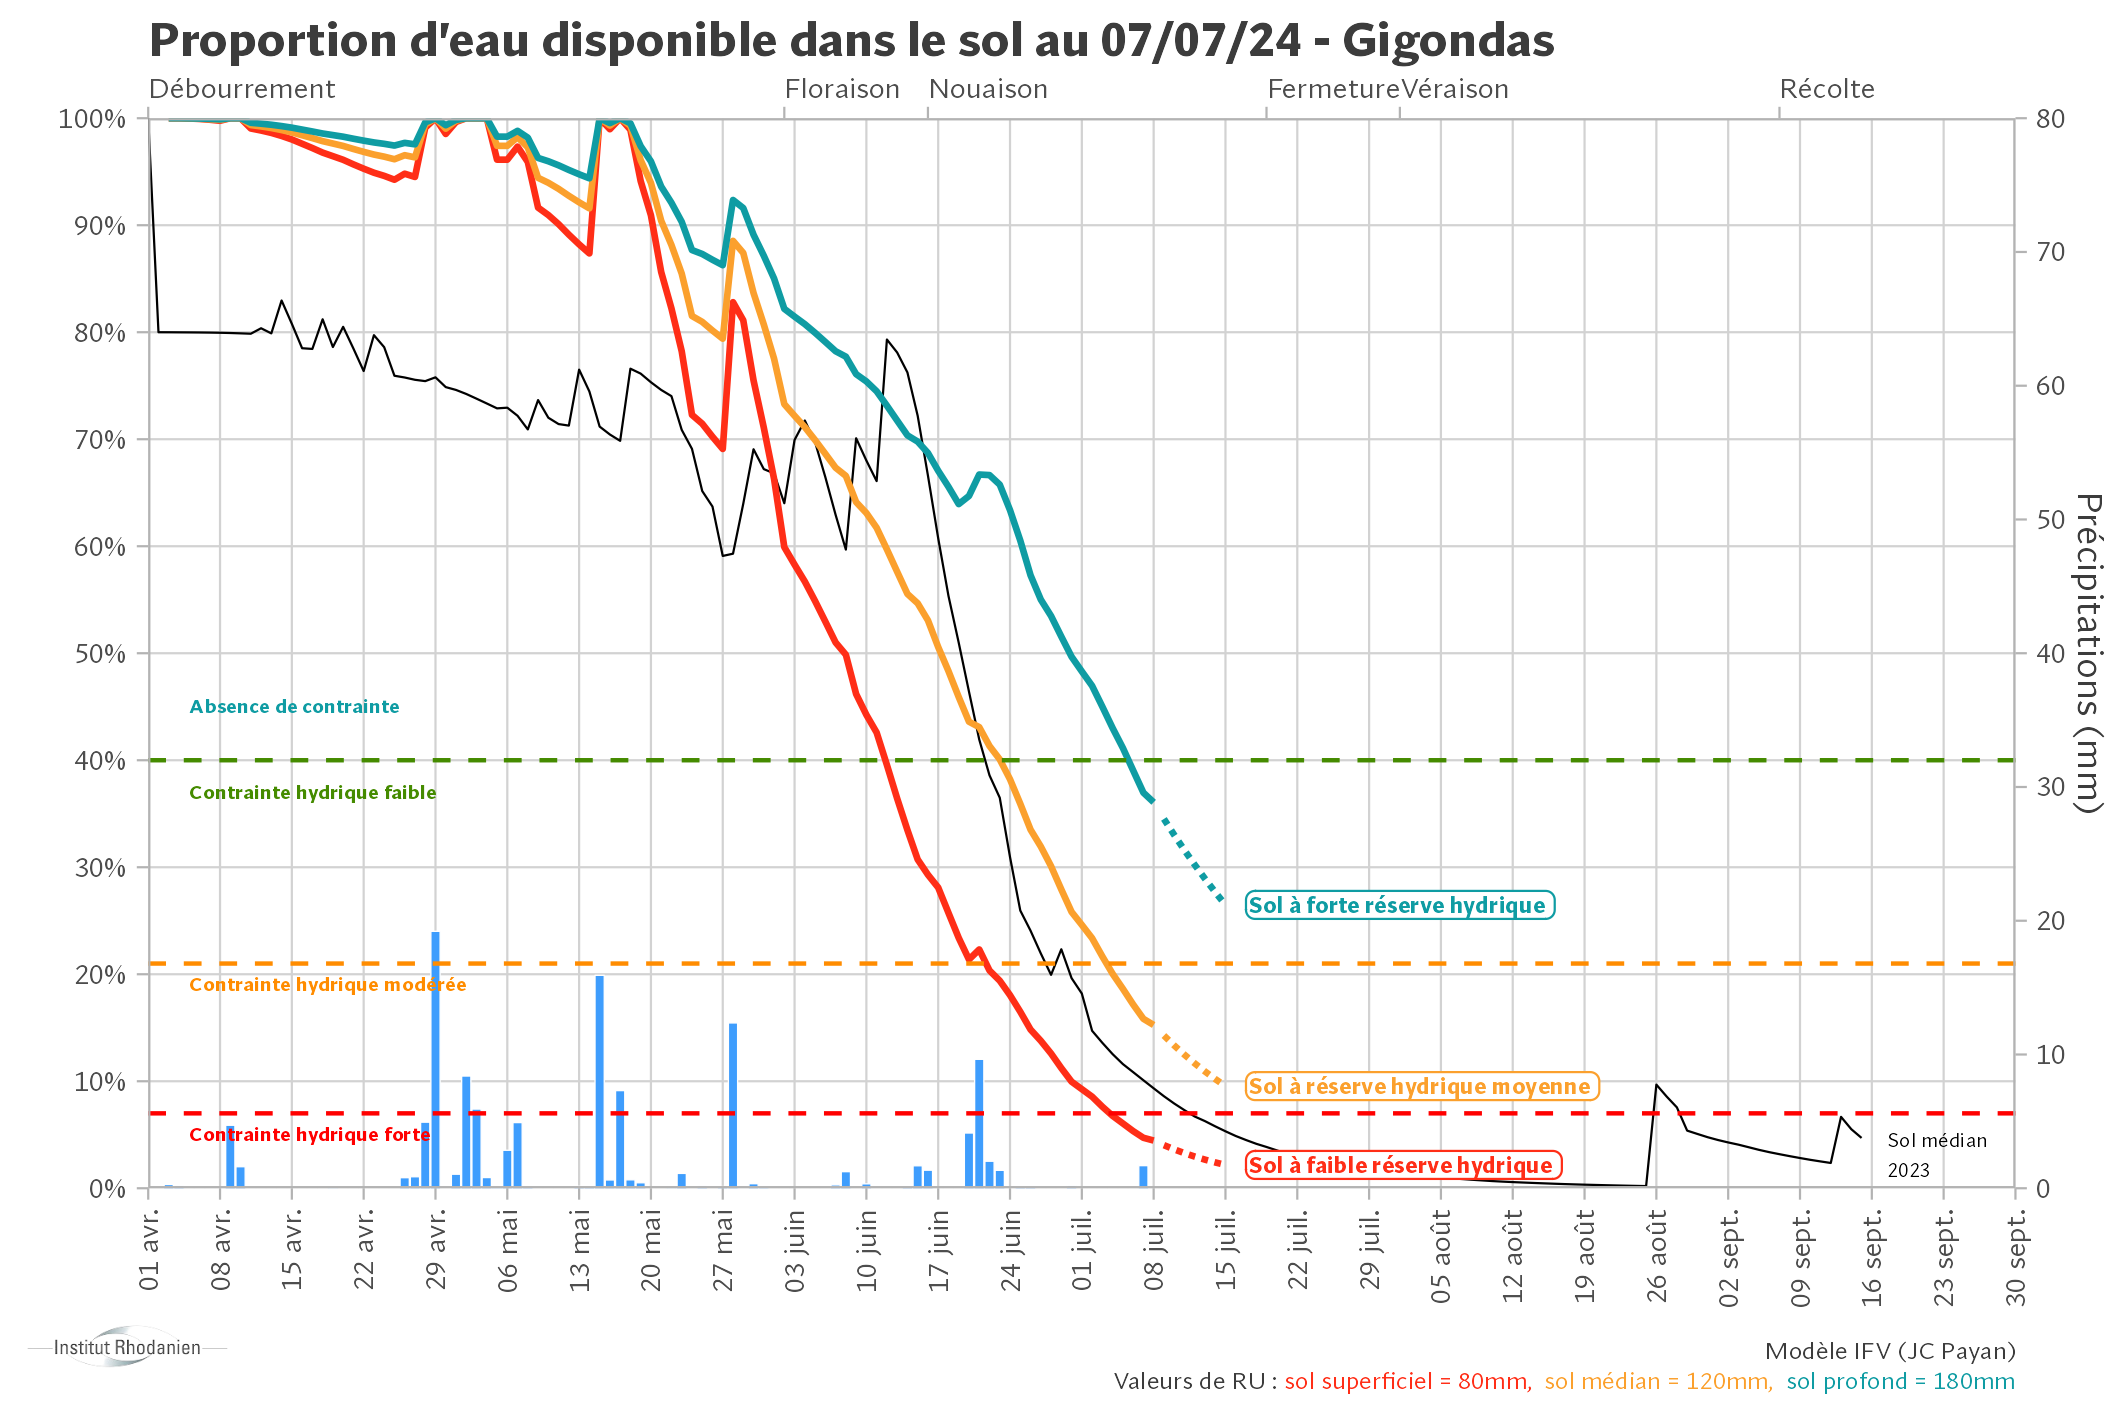 Proportion d'eau disponible dans le sol au 07/07/24 - Gigondas
Débourrement Floraison Nouaison Fermeture Véraison Récolte
100%
90%
80%
70%
60%
50%
40%
30%
20%
10%
0%
80
70
60
50
40
30
20
10
0
Précipitations (mm)
Absence de contrainte
Contrainte hydrique faible
Contrainte hydrique modérée
Contrainte hydrique forte
Sol à forte réserve hydrique
Sol à réserve hydrique moyenne
Sol à faible réserve hydrique
Sol médian
2023
01 avr.
08 avr.
15 avr.
22 avr.
29 avr.
06 mai
13 mai
20 mai
27 mai
03 juin
10 juin
17 juin
24 juin
01 juil.
08 juil.
15 juil.
22 juil.
29 juil.
05 août
12 août
19 août
26 août
02 sept.
09 sept.
16 sept.
23 sept.
30 sept.
Institut Rhodanien
Modèle IFV (JC Payan)
Valeurs de RU : sol superficiel = 80mm, sol médian = 120mm, sol profond = 180mm